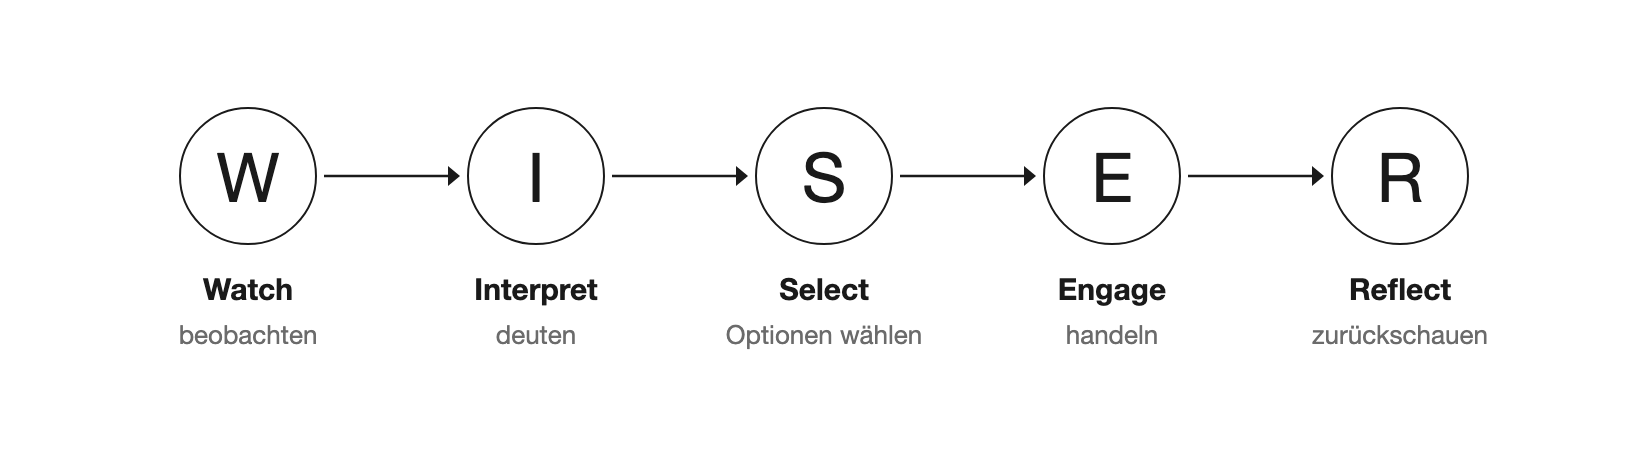 W
I
S
E
R
Watch
beobachten
Interpret
deuten
Select
Optionen wählen
Engage
handeln
Reflect
zurückschauen